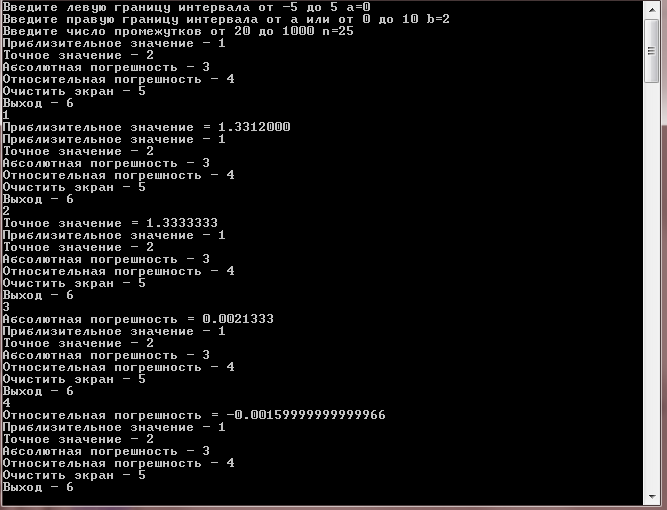 Введите левую границу интервала от -5 до 5 a=0
Введите правую границу интервала от a или от 0 до 10 b=2
Введите число промежутков от 20 до 1000 n=25
Приблизительное значение - 1
Точное значение - 2
Абсолютная погрешность - 3
Относительная погрешность - 4
Очистить экран - 5
Выход - 6
1
Приблизительное значение = 1.3312000
Приблизительное значение - 1
Точное значение - 2
Абсолютная погрешность - 3
Относительная погрешность - 4
Очистить экран - 5
Выход - 6
2
Точное значение = 1.3333333
Приблизительное значение - 1
Точное значение - 2
Абсолютная погрешность - 3
Относительная погрешность - 4
Очистить экран - 5
Выход - 6
3
Абсолютная погрешность = 0.0021333
Приблизительное значение - 1
Точное значение - 2
Абсолютная погрешность - 3
Относительная погрешность - 4
Очистить экран - 5
Выход - 6
4
Относительная погрешность = -0.00159999999999966
Приблизительное значение - 1
Точное значение - 2
Абсолютная погрешность - 3
Относительная погрешность - 4
Очистить экран - 5
Выход - 6